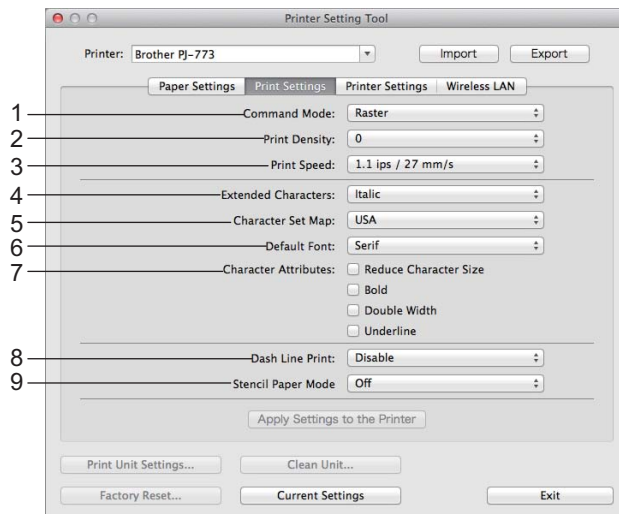 Printer Setting Tool
Printer: Brother PJ-773 Import Export
Paper Settings Print Settings Printer Settings Wireless LAN
1 Command Mode: Raster
2 Print Density: 0
3 Print Speed: 1.1 ips / 27 mm/s
4 Extended Characters: Italic
5 Character Set Map: USA
6 Default Font: Serif
7 Character Attributes: Reduce Character Size
Bold
Double Width
Underline
8 Dash Line Print: Disable
9 Stencil Paper Mode Off
Apply Settings to the Printer
Print Unit Settings... Clean Unit...
Factory Reset... Current Settings Exit